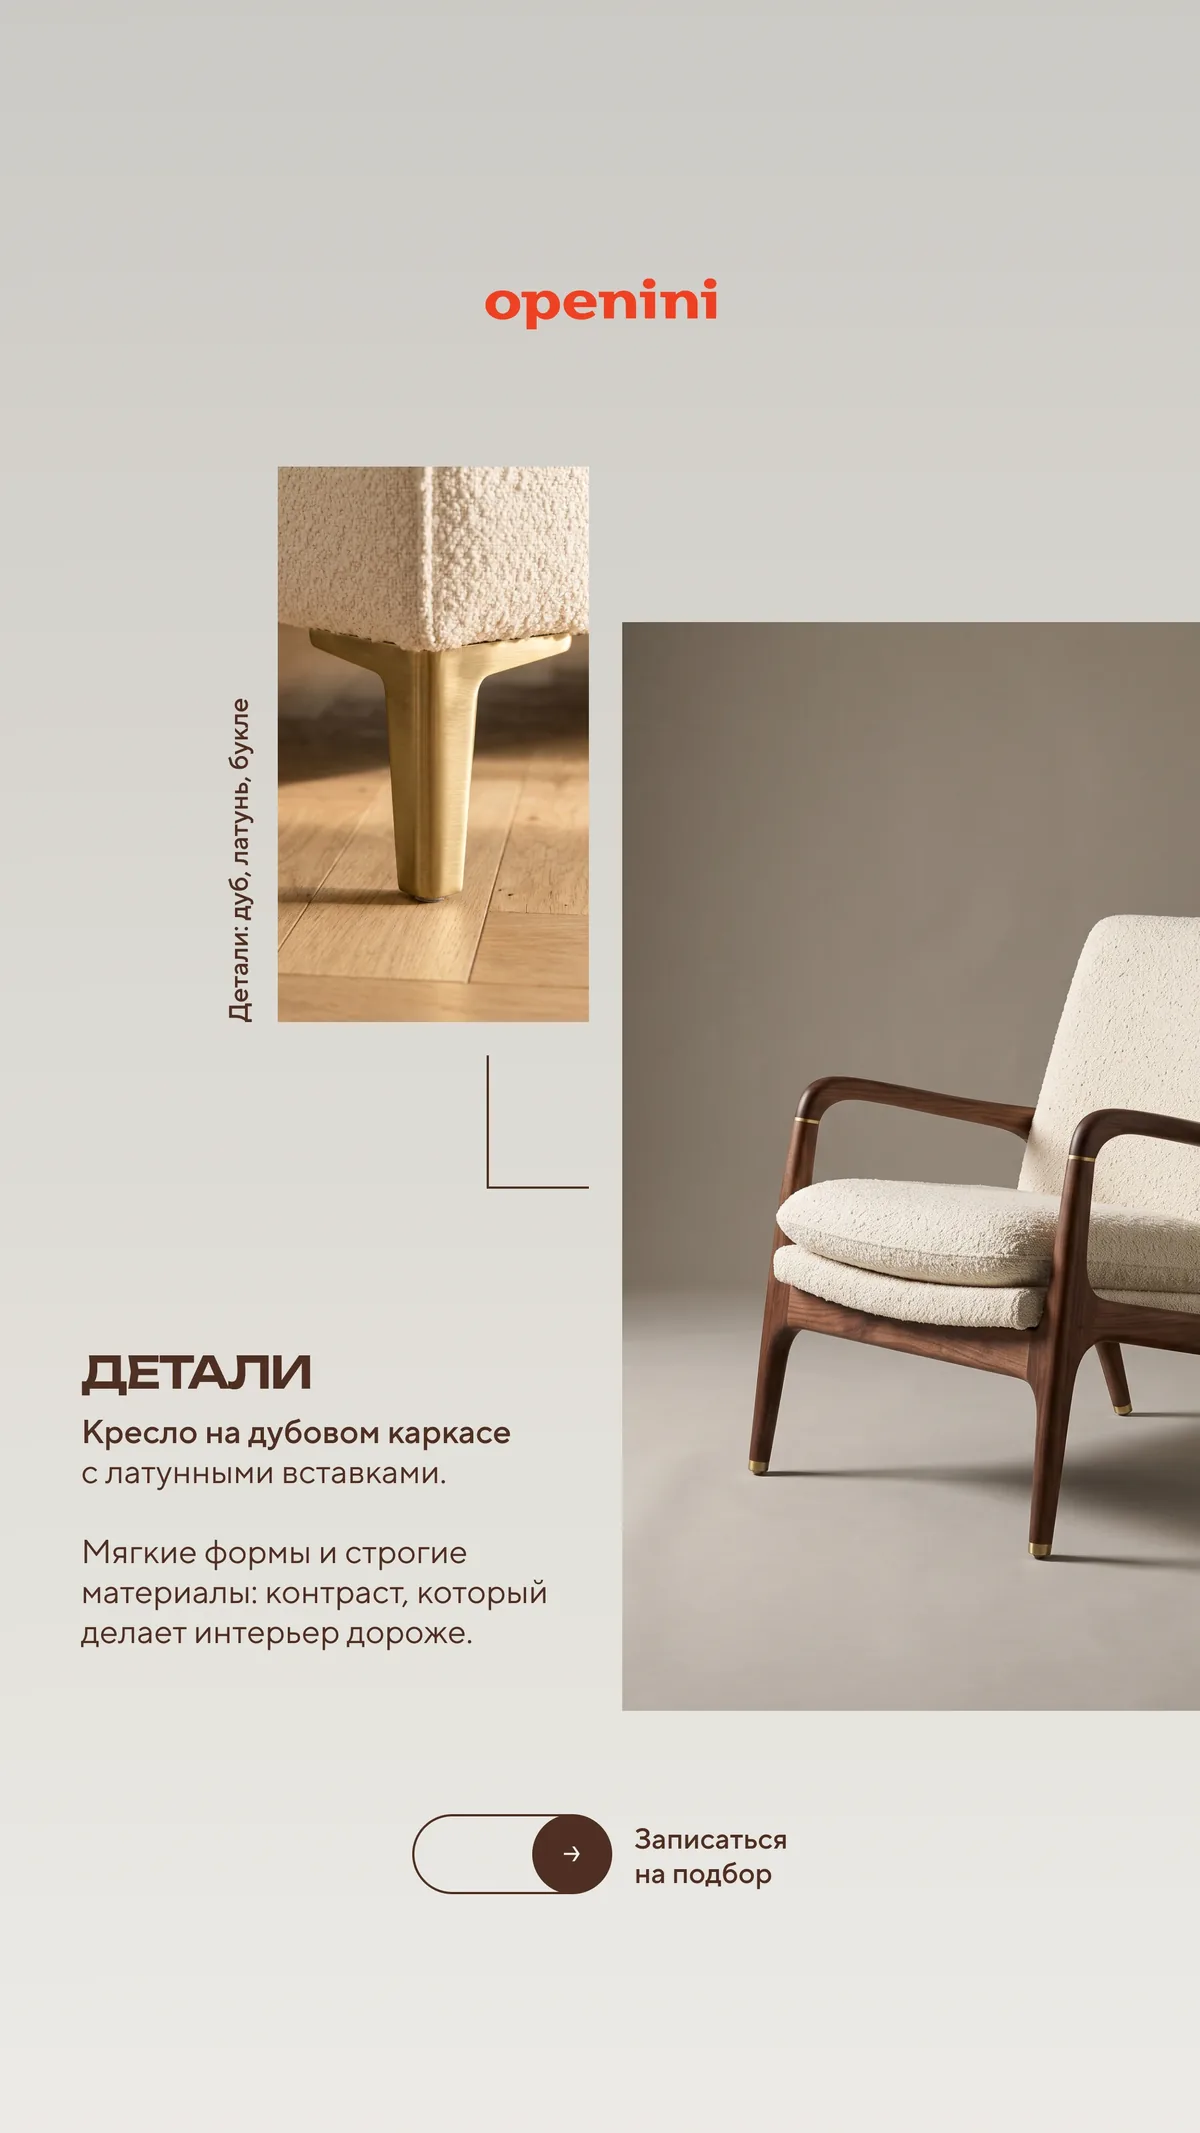 openini
Детали: дуб, латунь, букле
ДЕТАЛИ
Кресло на дубовом каркасе
с латунными вставками.
Мягкие формы и строгие
материалы: контраст, который
делает интерьер дороже.
Записаться
на подбор